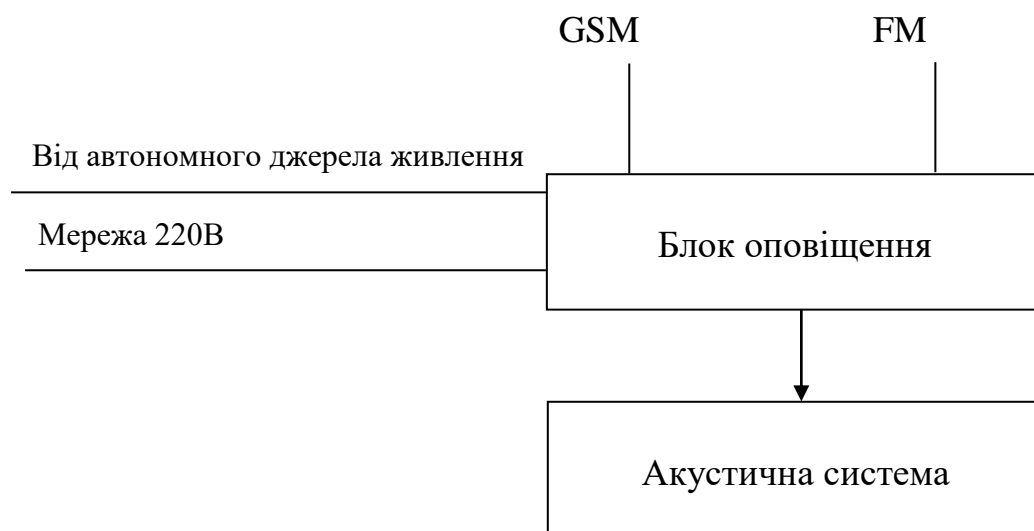 GSM
FM
Від автономного джерела живлення
Мережа 220В
Блок оповіщення
Акустична система